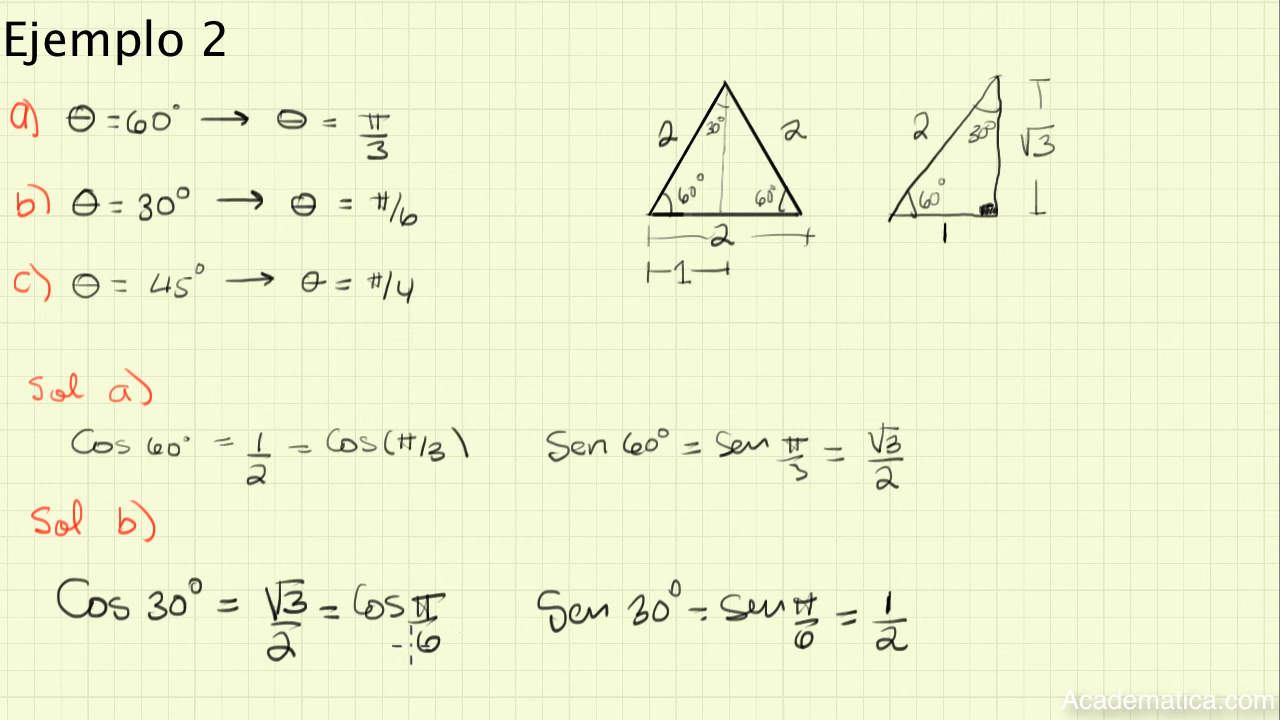 Ejemplo 2
a) θ = 60° → θ = π/3
b) θ = 30° → θ = π/6
c) θ = 45° → θ = π/4
2 30° 2
60° 60°
2
1
2 30° √3
60°
1
Sol a)
Cos 60° = 1/2 = Cos(π/3) Sen 60° = Sen π/3 = √3/2
Sol b)
Cos 30° = √3/2 = Cos π/6 Sen 30° = Sen π/6 = 1/2
Academatica.com